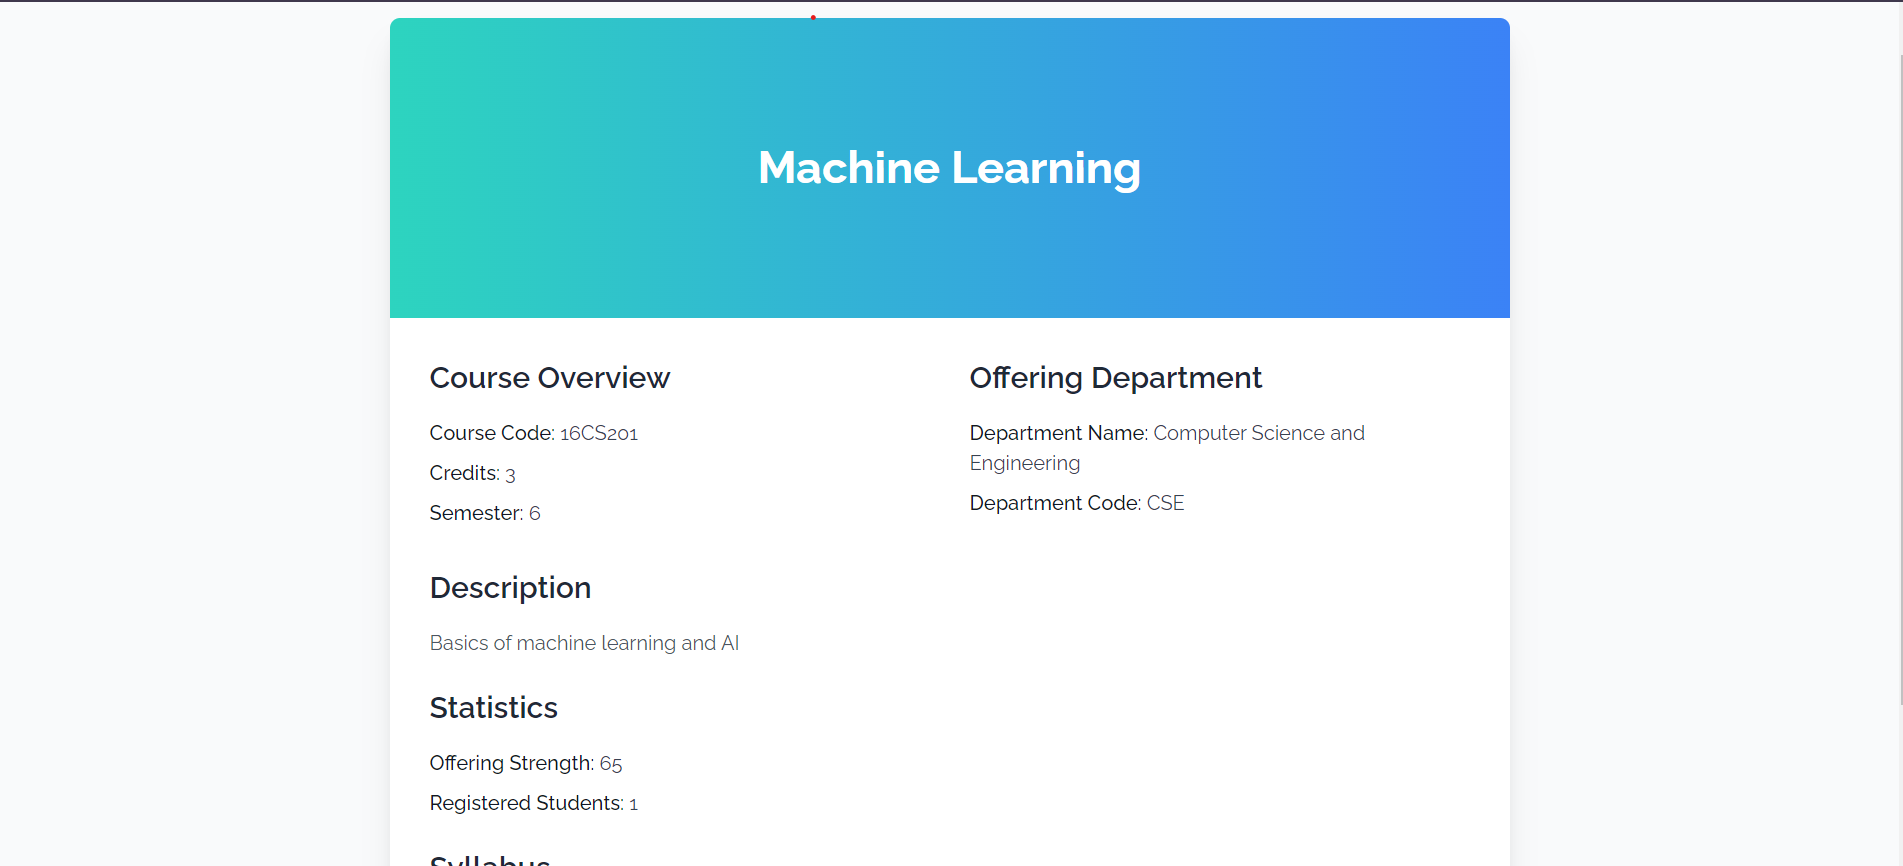 Machine Learning
Course Overview
Course Code: 16CS201
Credits: 3
Semester: 6
Offering Department
Department Name: Computer Science and
Engineering
Department Code: CSE
Description
Basics of machine learning and AI
Statistics
Offering Strength: 65
Registered Students: 1
Syllabus